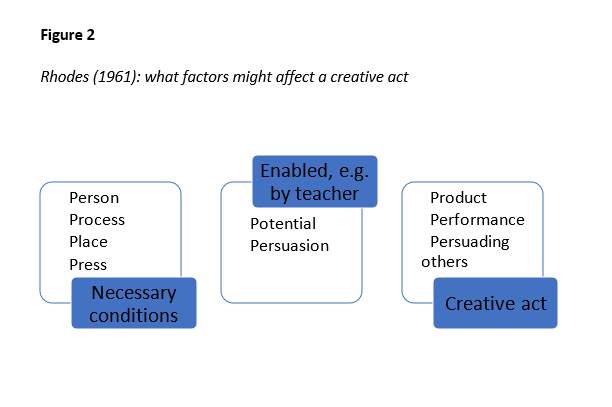 Figure 2
Rhodes (1961): what factors might affect a creative act
Person
Process
Place
Press
Necessary
conditions
Enabled, e.g.
by teacher
Potential
Persuasion
Product
Performance
Persuading
others
Creative act